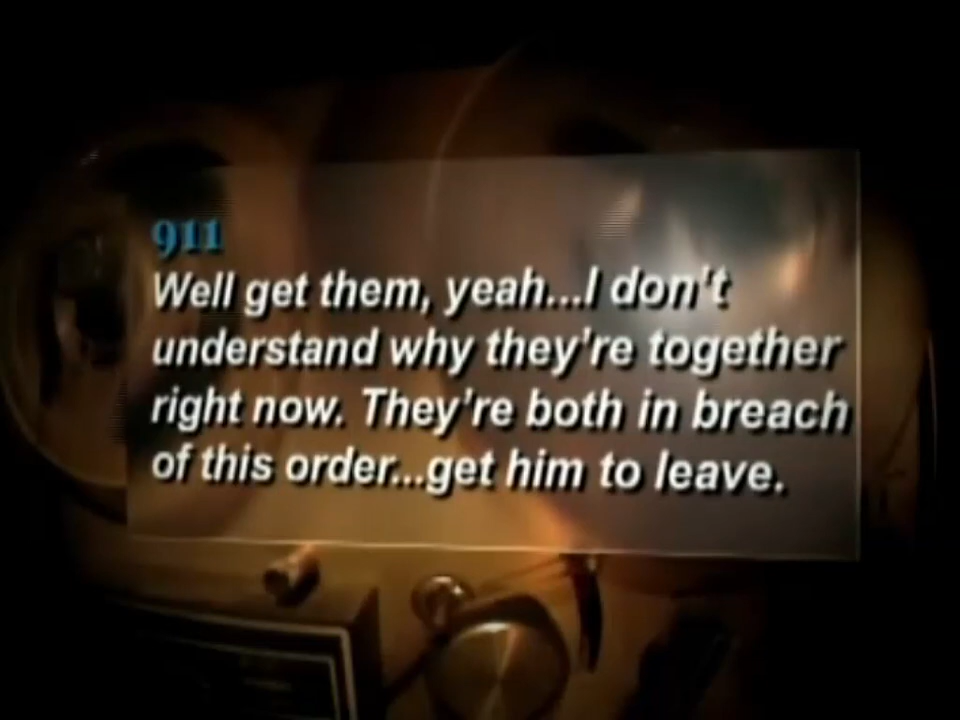 911
Well get them, yeah...I don't
understand why they're together
right now. They're both in breach
of this order...get him to leave.